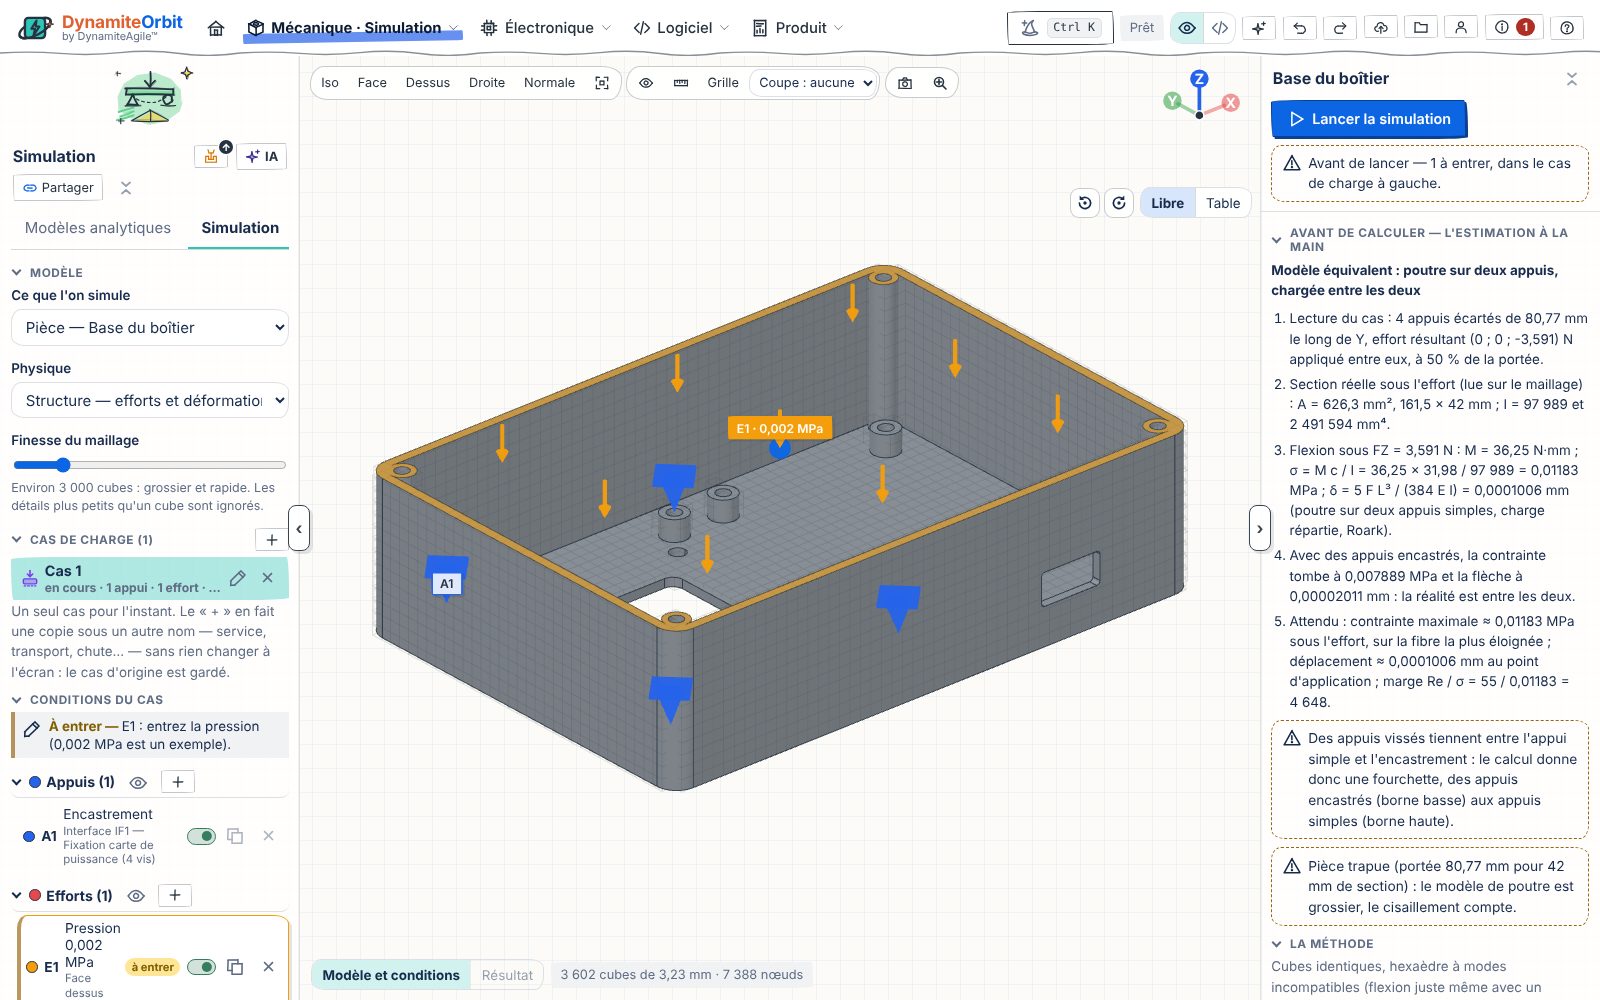 DynamiteOrbit
by DynamiteAgile™
Mécanique · Simulation
Électronique
Logiciel
Produit
Ctrl K
Prêt
1
Simulation
IA
Partager
Modèles analytiques
Simulation
MODÈLE
Ce que l'on simule
Pièce — Base du boîtier
Physique
Structure — efforts et déformation
Finesse du maillage
Environ 3 000 cubes : grossier et rapide. Les
détails plus petits qu'un cube sont ignorés.
CAS DE CHARGE (1)
Cas 1
en cours · 1 appui · 1 effort · ...
Un seul cas pour l'instant. Le « + » en fait
une copie sous un autre nom — service,
transport, chute... — sans rien changer à
l'écran : le cas d'origine est gardé.
CONDITIONS DU CAS
À entrer — E1 : entrez la pression
(0,002 MPa est un exemple).
Appuis (1)
A1
Encastrement
Interface IF1 —
Fixation carte de
puissance (4 vis)
Efforts (1)
E1
Pression
0,002
MPa
Face
dessus
à entrer
Iso
Face
Dessus
Droite
Normale
Grille
Coupe : aucune
Z
Y
X
Libre
Table
E1 · 0,002 MPa
A1
Modèle et conditions
Résultat
3 602 cubes de 3,23 mm · 7 388 nœuds
Base du boîtier
Lancer la simulation
Avant de lancer — 1 à entrer, dans le cas
de charge à gauche.
AVANT DE CALCULER — L'ESTIMATION À LA
MAIN
Modèle équivalent : poutre sur deux appuis,
chargée entre les deux
1. Lecture du cas : 4 appuis écartés de 80,77 mm
le long de Y, effort résultant (0 ; 0 ; -3,591) N
appliqué entre eux, à 50 % de la portée.
2. Section réelle sous l'effort (lue sur le maillage)
: A = 626,3 mm², 161,5 × 42 mm ; I = 97 989 et
2 491 594 mm⁴.
3. Flexion sous FZ = 3,591 N : M = 36,25 N·mm ;
σ = M c / I = 36,25 × 31,98 / 97 989 = 0,01183
MPa ; δ = 5 F L³ / (384 E I) = 0,0001006 mm
(poutre sur deux appuis simples, charge
répartie, Roark).
4. Avec des appuis encastrés, la contrainte
tombe à 0,007889 MPa et la flèche à
0,00002011 mm : la réalité est entre les deux.
5. Attendu : contrainte maximale ≈ 0,01183 MPa
sous l'effort, sur la fibre la plus éloignée ;
déplacement ≈ 0,0001006 mm au point
d'application ; marge Re / σ = 55 / 0,01183 =
4 648.
Des appuis vissés tiennent entre l'appui
simple et l'encastrement : le calcul donne
donc une fourchette, des appuis
encastrés (borne basse) aux appuis
simples (borne haute).
Pièce trapue (portée 80,77 mm pour 42
mm de section) : le modèle de poutre est
grossier, le cisaillement compte.
LA MÉTHODE
Cubes identiques, hexaèdre à modes
incompatibles (flexion juste même avec un